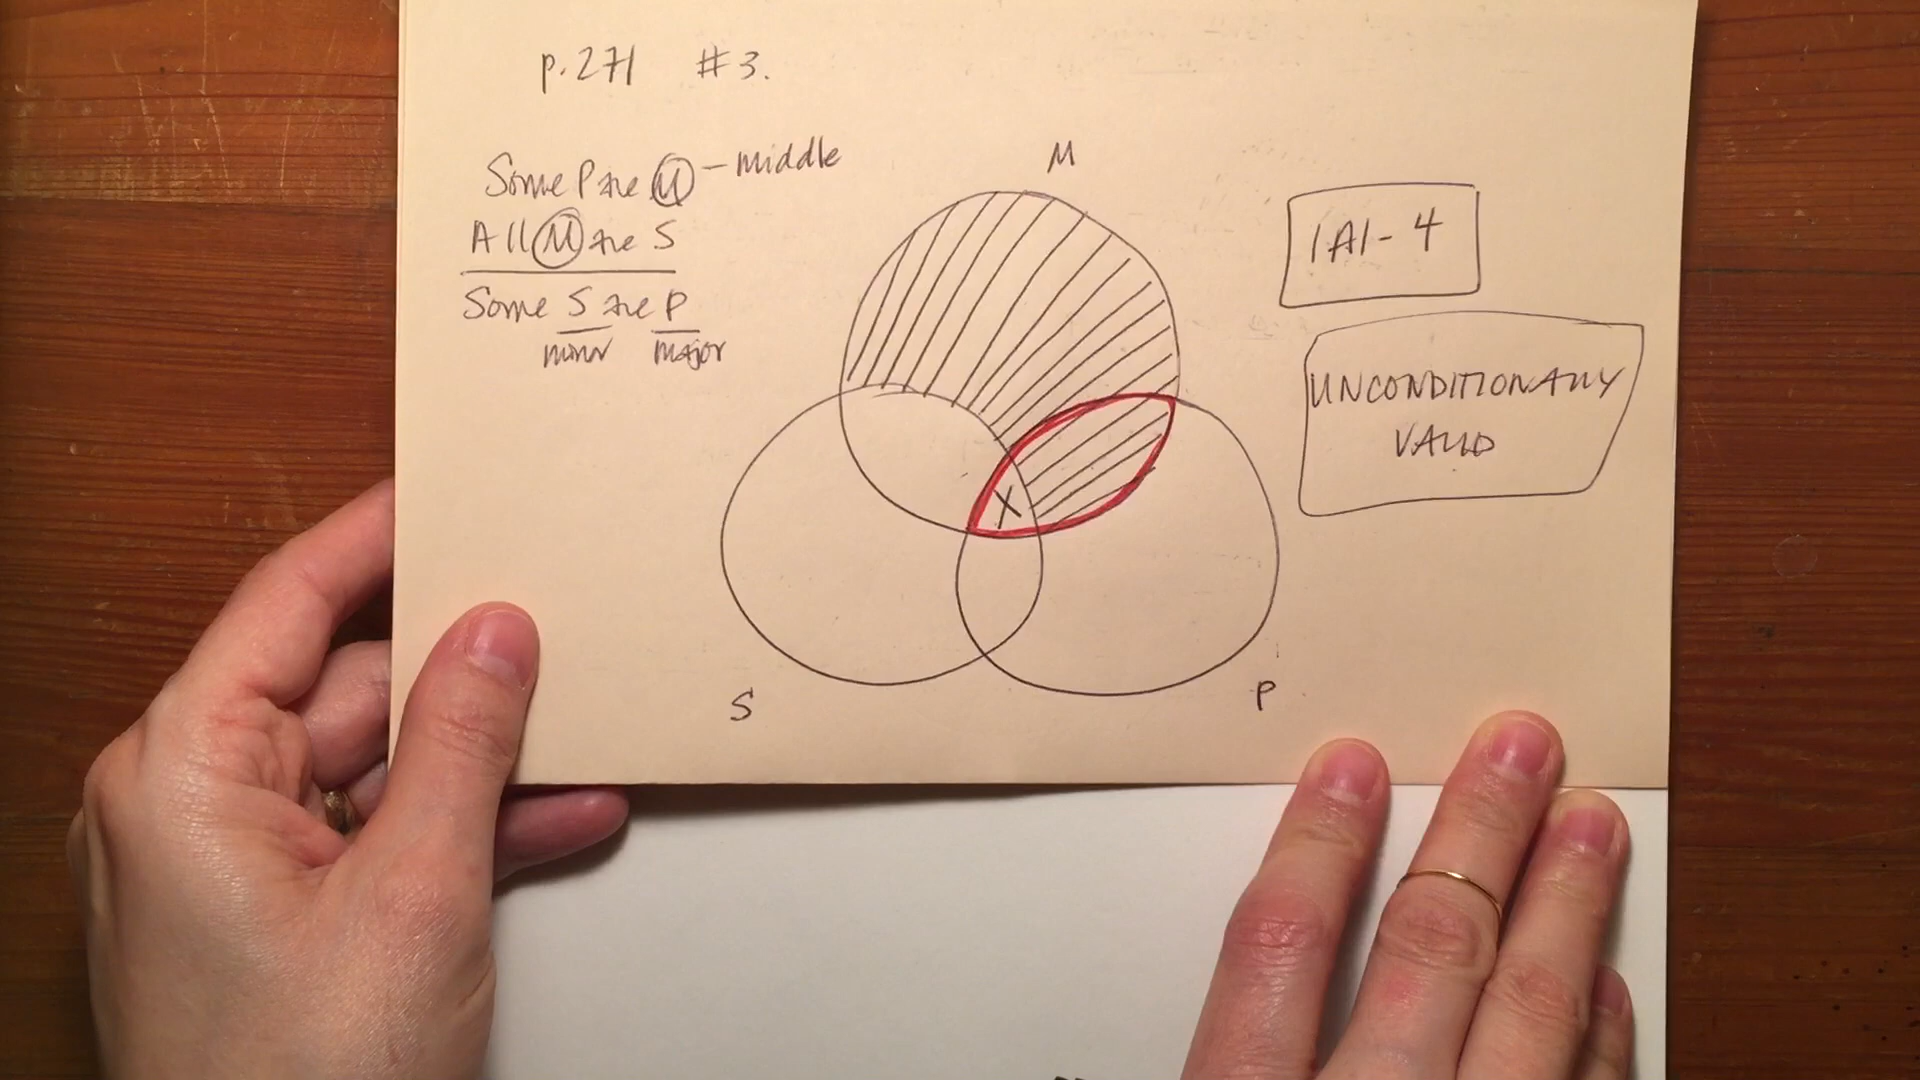 p. 271 #3.
Some P are M - middle
All M are S
Some S are P
minor major
M
IAI - 4
UNCONDITIONALLY
VALID
X
S
P